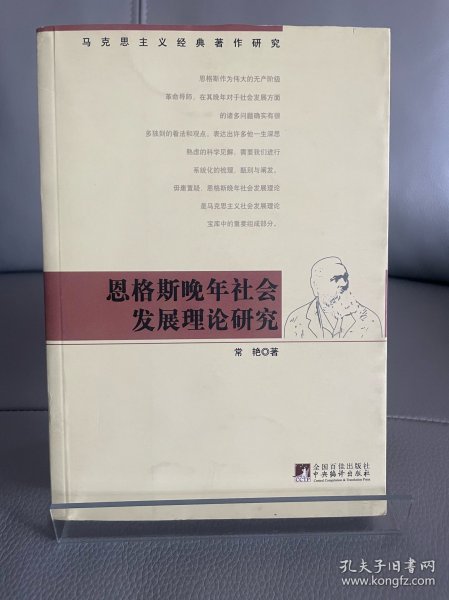 马克思主义经典著作研究
恩格斯作为伟大的无产阶级
革命导师，在其晚年对于社会发展方面
的诸多问题确实有很
多独到的看法和观点，表达出许多他一生深思
熟虑的科学见解，需要我们进行
系统化的梳理、甄别与阐发。
毋庸置疑，恩格斯晚年社会发展理论
是马克思主义社会发展理论
宝库中的重要组成部分。
恩格斯晚年社会
发展理论研究
常 艳◎著
全国百佳出版社
中央编译出版社
Central Compilation & Translation Press
孔夫子旧书网
www.kongfz.com